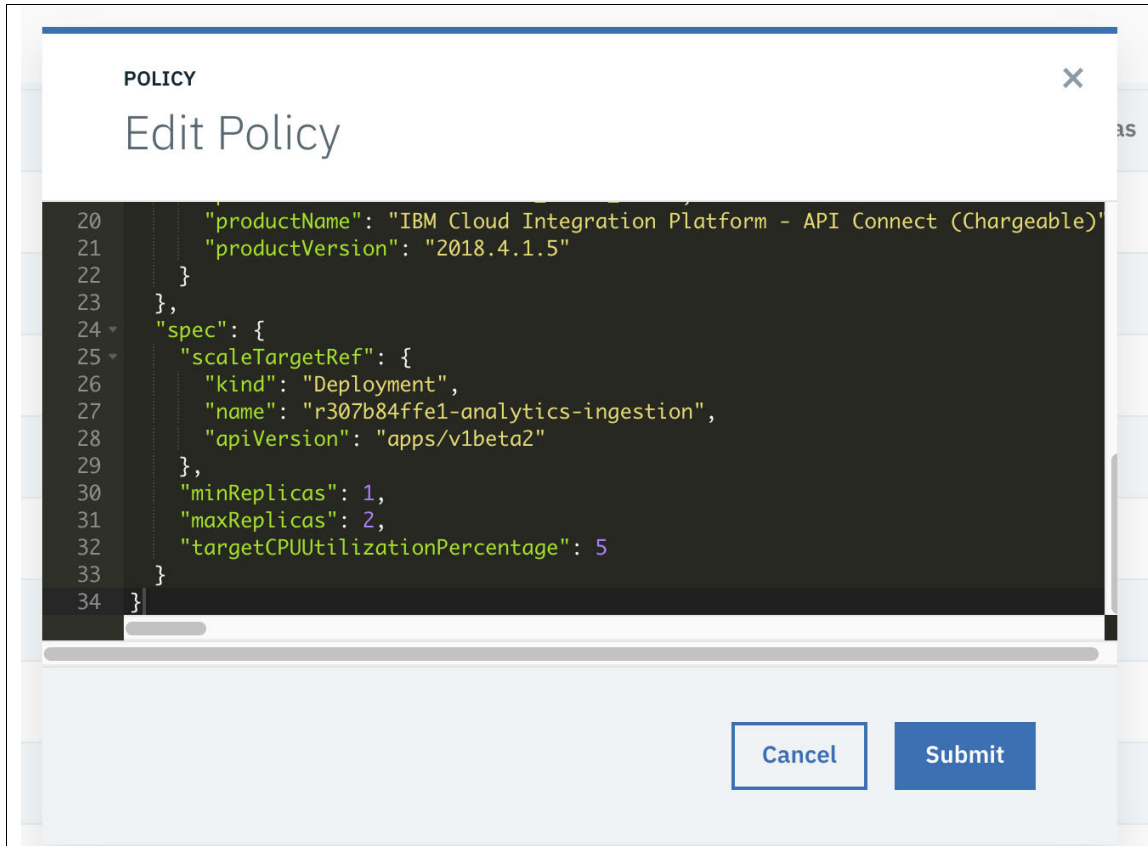 POLICY
Edit Policy
as
20 "productName": "IBM Cloud Integration Platform - API Connect (Chargeable)"
21 "productVersion": "2018.4.1.5"
22 }
23 },
24 "spec": {
25 "scaleTargetRef": {
26 "kind": "Deployment",
27 "name": "r307b84ffe1-analytics-ingestion",
28 "apiVersion": "apps/v1beta2"
29 },
30 "minReplicas": 1,
31 "maxReplicas": 2,
32 "targetCPUUtilizationPercentage": 5
33 }
34 }
Cancel
Submit